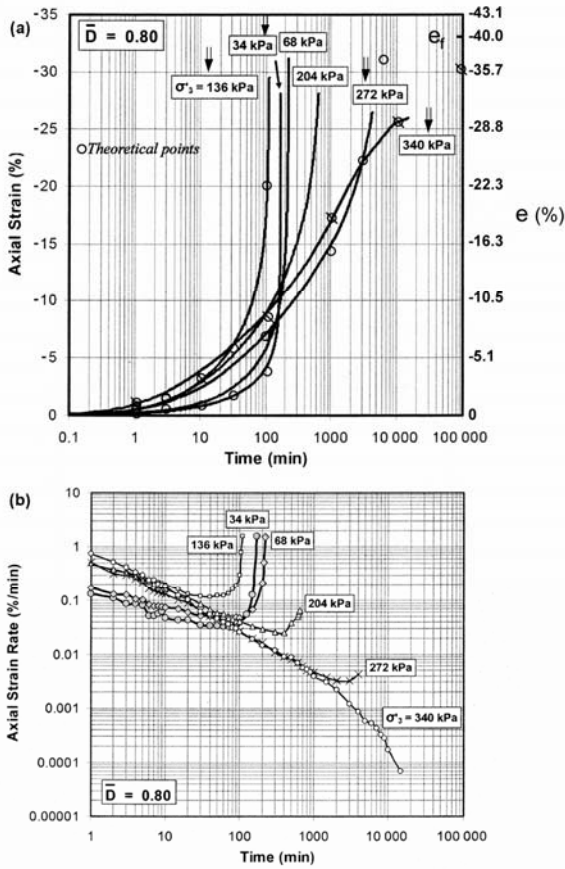 (a)
D̅ = 0.80
34 kPa
68 kPa
σ'₃ = 136 kPa
204 kPa
272 kPa
340 kPa
Theoretical points
Axial Strain (%)
-35
-30
-25
-20
-15
-10
-5
0
e_f
-43.1
-40.0
-35.7
-28.8
-22.3
-16.3
-10.5
-5.1
0
e (%)
0.1
1
10
100
1000
10 000
100 000
Time (min)
(b)
34 kPa
136 kPa
68 kPa
204 kPa
272 kPa
σ'₃ = 340 kPa
D̅ = 0.80
Axial Strain Rate (%/min)
10
1
0.1
0.01
0.001
0.0001
0.00001
1
10
100
1000
10 000
100 000
Time (min)